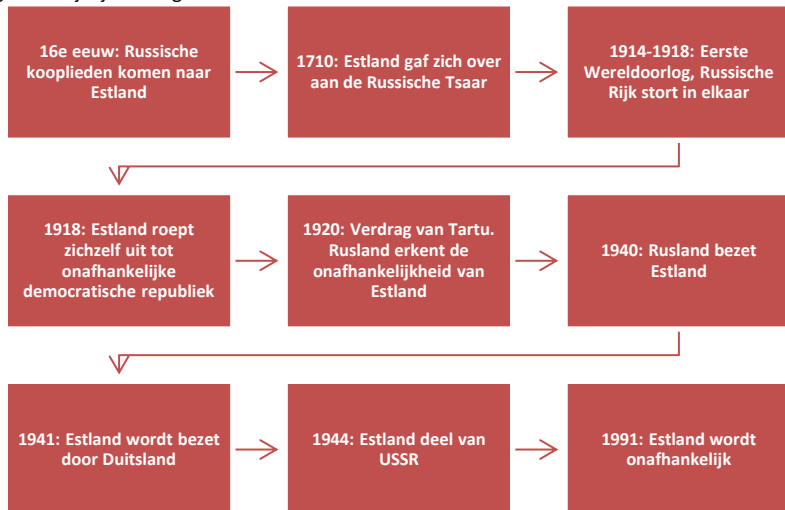 16e eeuw: Russische
kooplieden komen naar
Estland
1710: Estland gaf zich over
aan de Russische Tsaar
1914-1918: Eerste
Wereldoorlog, Russische
Rijk stort in elkaar
1918: Estland roept
zichzelf uit tot
onafhankelijke
democratische republiek
1920: Verdrag van Tartu.
Rusland erkent de
onafhankelijkheid van
Estland
1940: Rusland bezet
Estland
1941: Estland wordt bezet
door Duitsland
1944: Estland deel van
USSR
1991: Estland wordt
onafhankelijk